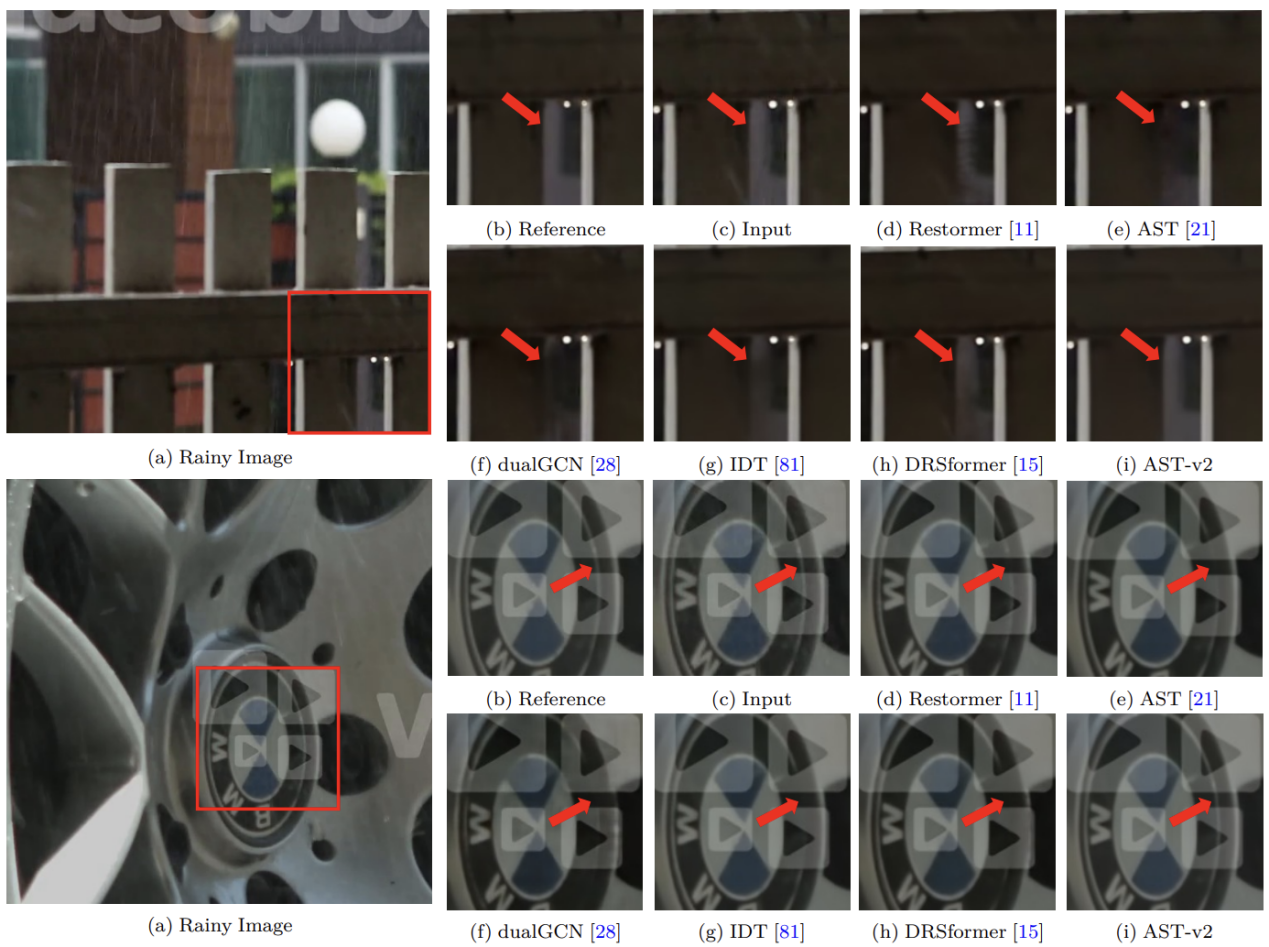 (b) Reference
(c) Input
(d) Restormer [11]
(e) AST [21]
(a) Rainy Image
(f) dualGCN [28]
(g) IDT [81]
(h) DRSformer [15]
(i) AST-v2
(b) Reference
(c) Input
(d) Restormer [11]
(e) AST [21]
(a) Rainy Image
(f) dualGCN [28]
(g) IDT [81]
(h) DRSformer [15]
(i) AST-v2